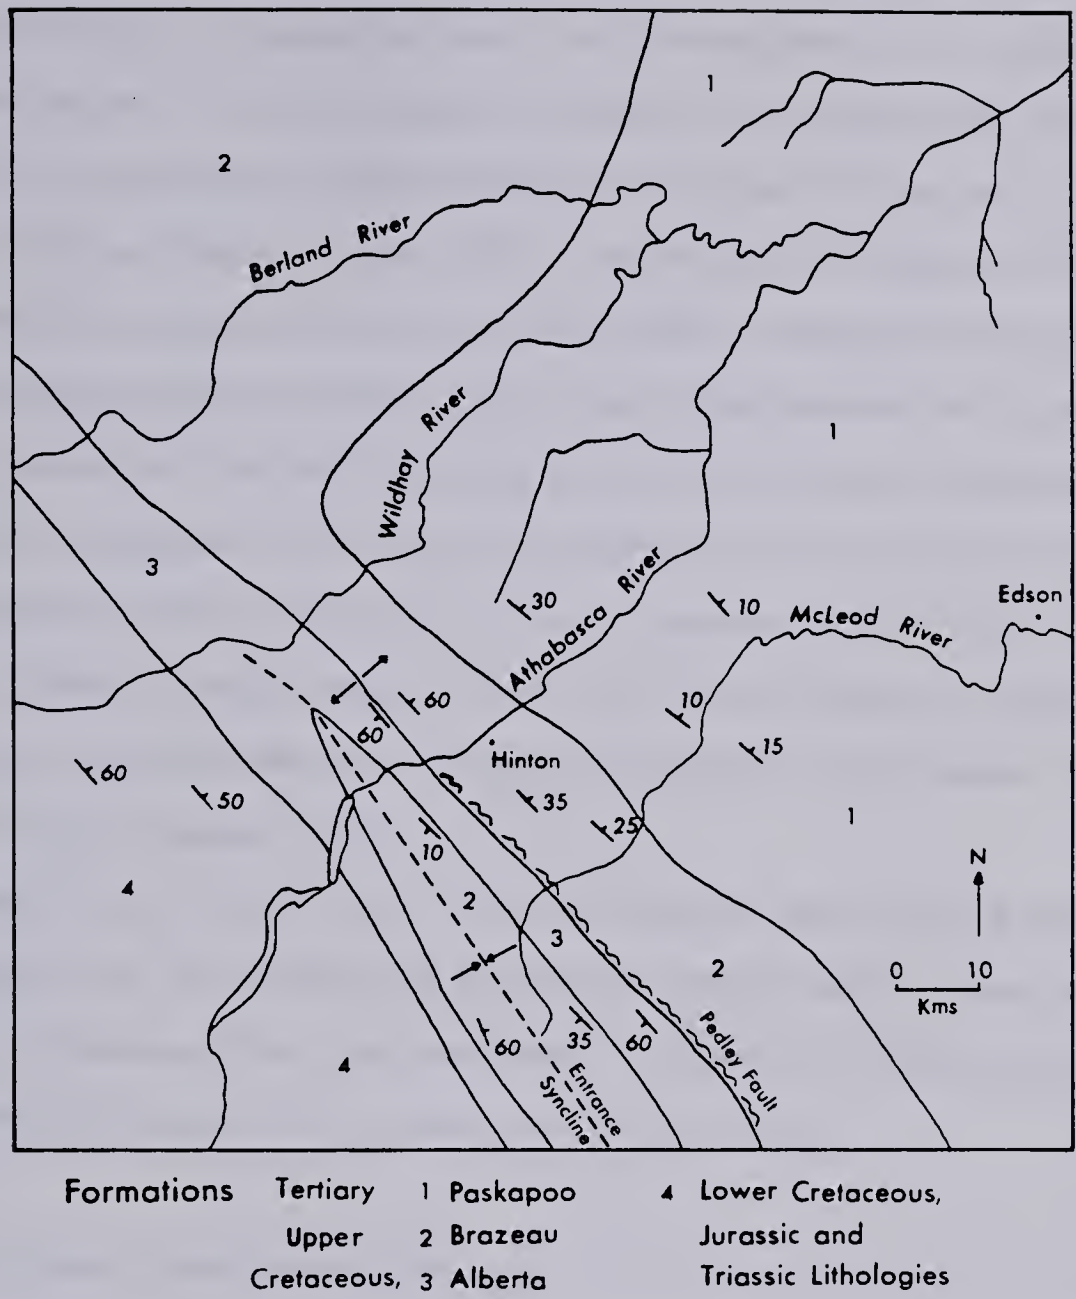 1
2
Berland River
Wildhay River
1
3
30
Athabasca River
10
McLeod River
Edson
60
60
10
Hinton
15
60
50
35
25
1
10
4
2
3
N
2
0 10
Kms
Pedley Fault
60
35
60
4
Entrance
Syncline
Formations Tertiary 1 Paskapoo 4 Lower Cretaceous,
Upper 2 Brazeau Jurassic and
Cretaceous, 3 Alberta Triassic Lithologies